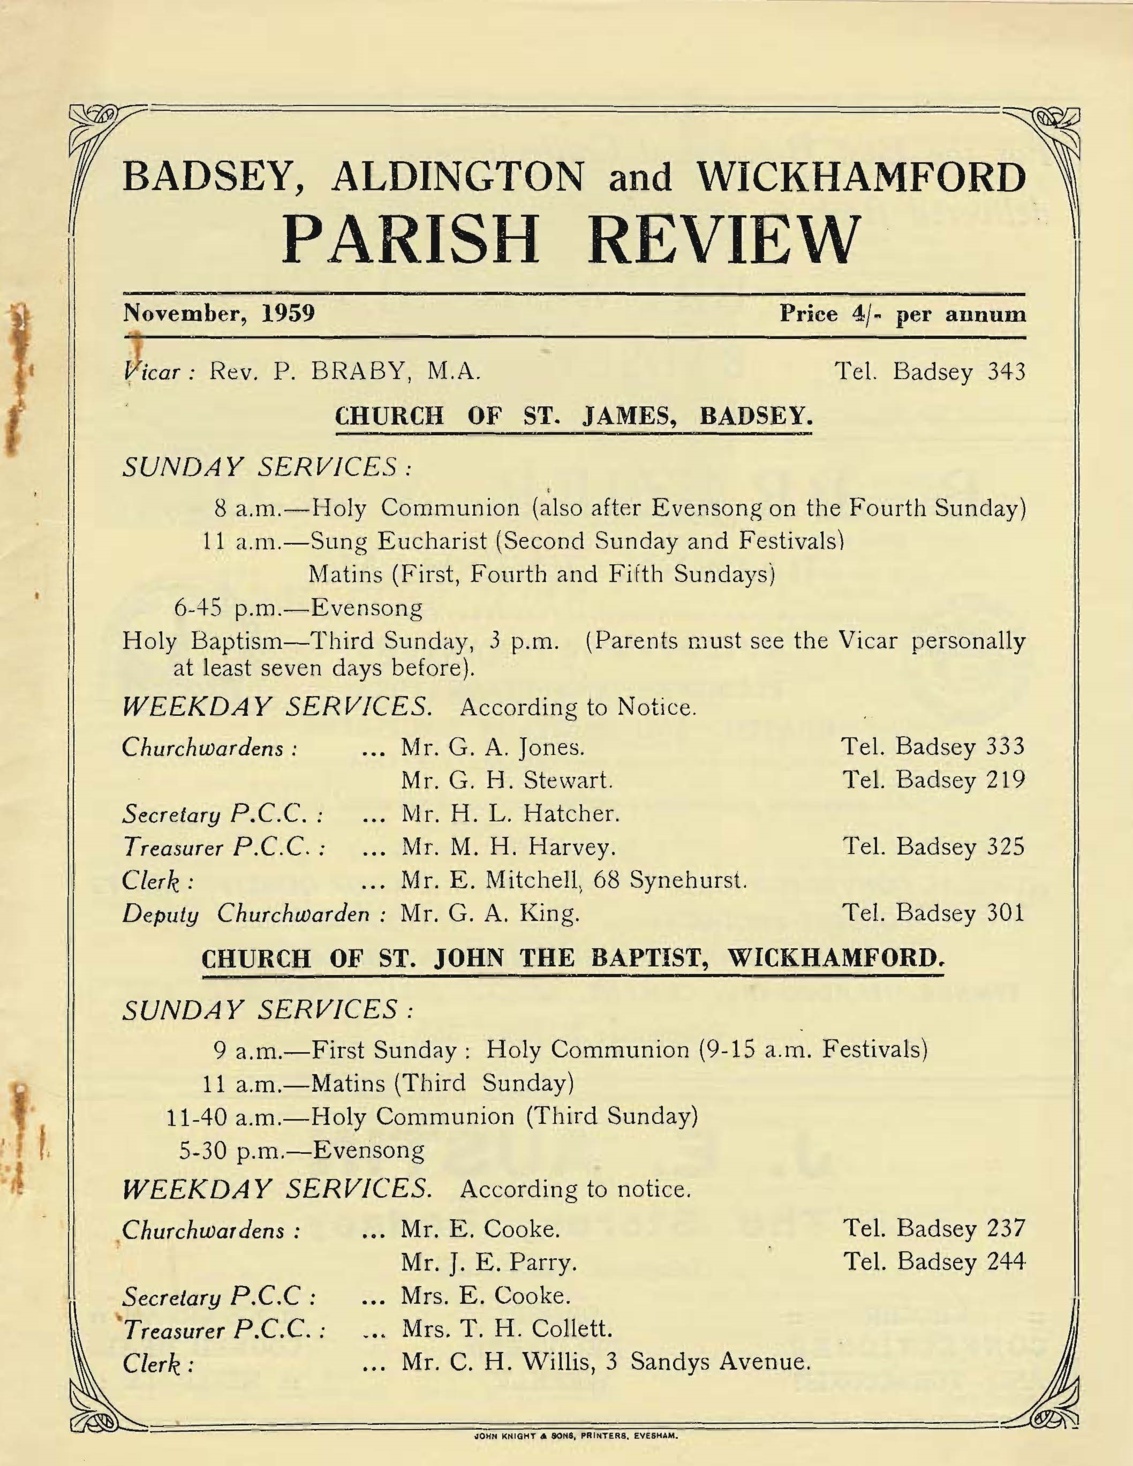 BADSEY, ALDINGTON and WICKHAMFORD
PARISH REVIEW
November, 1959 Price 4/- per annum
Vicar : Rev. P. BRABY, M.A. Tel. Badsey 343
CHURCH OF ST. JAMES, BADSEY.
SUNDAY SERVICES :
8 a.m.—Holy Communion (also after Evensong on the Fourth Sunday)
11 a.m.—Sung Eucharist (Second Sunday and Festivals)
Matins (First, Fourth and Fifth Sundays)
6-45 p.m.—Evensong
Holy Baptism—Third Sunday, 3 p.m. (Parents must see the Vicar personally
at least seven days before).
WEEKDAY SERVICES. According to Notice.
Churchwardens : ... Mr. G. A. Jones. Tel. Badsey 333
Mr. G. H. Stewart. Tel. Badsey 219
Secretary P.C.C. : ... Mr. H. L. Hatcher.
Treasurer P.C.C. : ... Mr. M. H. Harvey. Tel. Badsey 325
Clerk : ... Mr. E. Mitchell, 68 Synehurst.
Deputy Churchwarden : Mr. G. A. King. Tel. Badsey 301
CHURCH OF ST. JOHN THE BAPTIST, WICKHAMFORD.
SUNDAY SERVICES :
9 a.m.—First Sunday : Holy Communion (9-15 a.m. Festivals)
11 a.m.—Matins (Third Sunday)
11-40 a.m.—Holy Communion (Third Sunday)
5-30 p.m.—Evensong
WEEKDAY SERVICES. According to notice.
Churchwardens : ... Mr. E. Cooke. Tel. Badsey 237
Mr. J. E. Parry. Tel. Badsey 244
Secretary P.C.C : ... Mrs. E. Cooke.
Treasurer P.C.C. : ... Mrs. T. H. Collett.
Clerk : ... Mr. C. H. Willis, 3 Sandys Avenue.
JOHN KNIGHT & SONS, PRINTERS, EVESHAM.